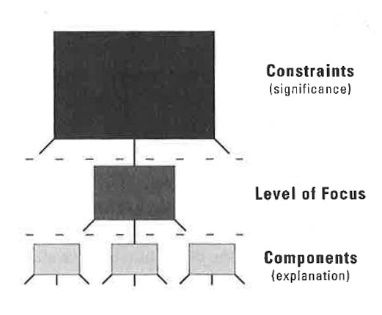 Constraints
(significance)
Level of Focus
Components
(explanation)